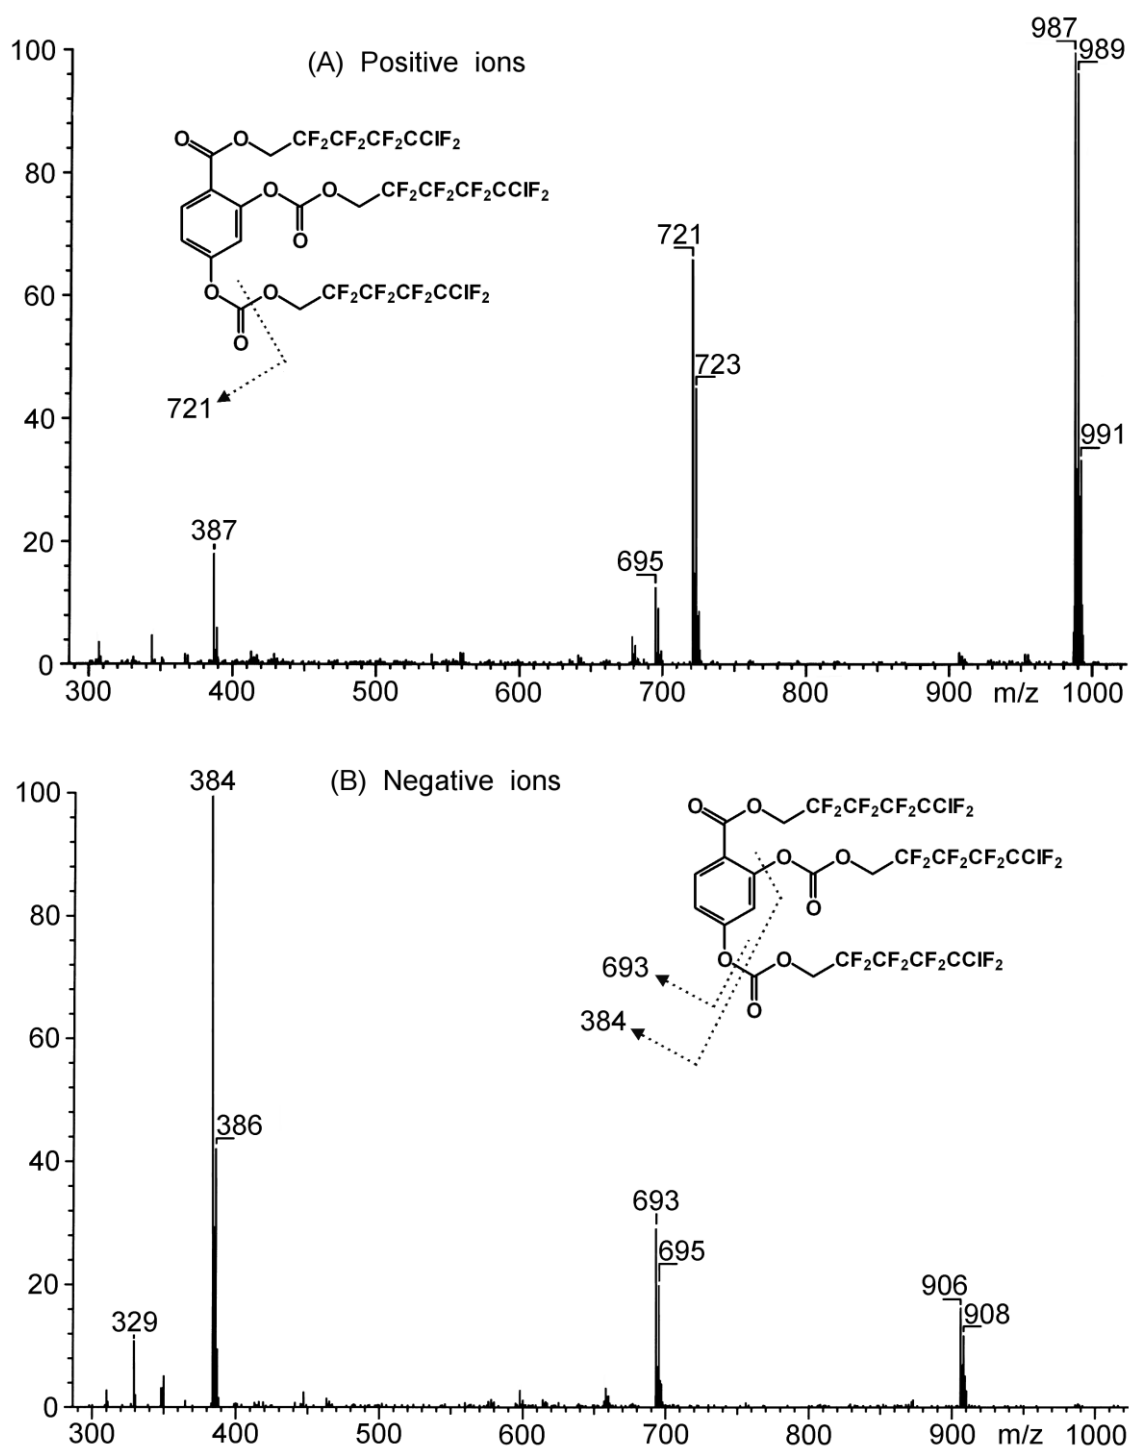 (A) Positive ions
987
989
991
721
723
695
387
O
O
CF2CF2CF2CClF2
O
O
CF2CF2CF2CClF2
O
O
O
CF2CF2CF2CClF2
O
721
100
80
60
40
20
0
300 400 500 600 700 800 900 m/z 1000
(B) Negative ions
384
386
329
693
695
906
908
O
O
CF2CF2CF2CClF2
O
O
CF2CF2CF2CClF2
O
O
O
CF2CF2CF2CClF2
O
693
384
100
80
60
40
20
0
300 400 500 600 700 800 900 m/z 1000